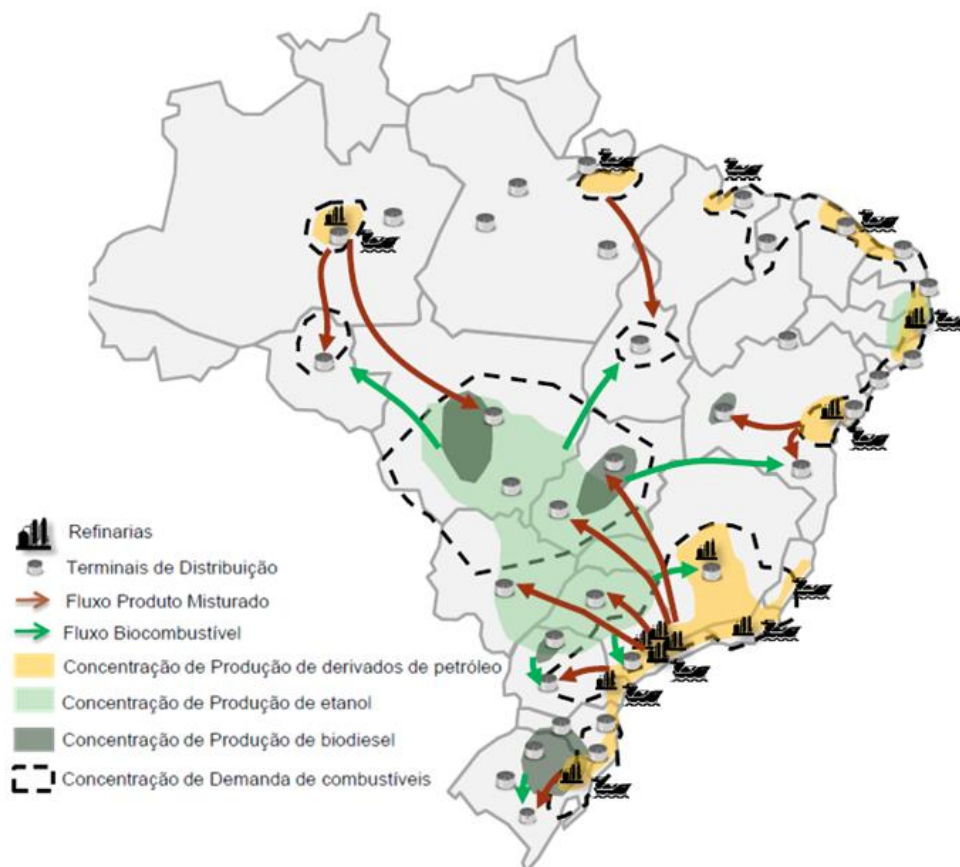 Refinarias
Terminais de Distribuição
Fluxo Produto Misturado
Fluxo Biocombustível
Concentração de Produção de derivados de petróleo
Concentração de Produção de etanol
Concentração de Produção de biodiesel
Concentração de Demanda de combustíveis